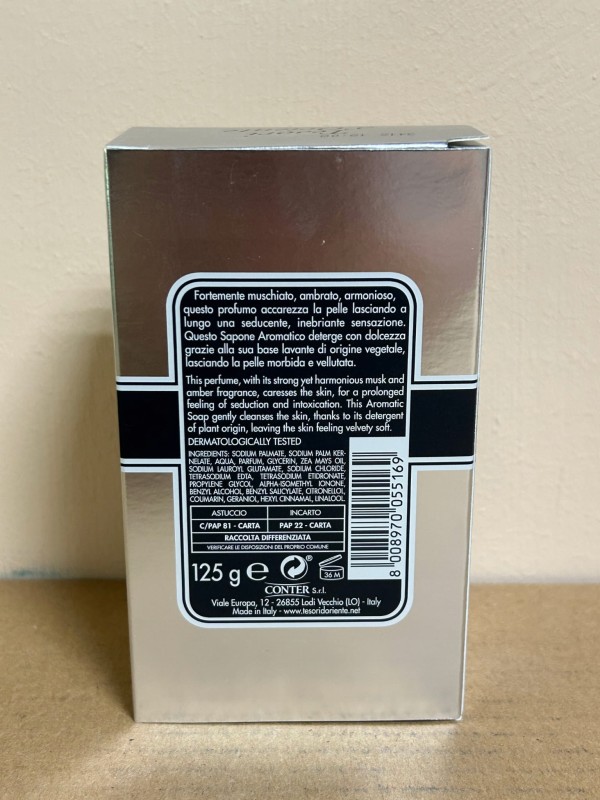 Fortemente muschiato, ambrato, armonioso,
questo profumo accarezza la pelle lasciando a
lungo una seducente, inebriante sensazione.
Questo Sapone Aromatico deterge con dolcezza
grazie alla sua base lavante di origine vegetale,
lasciando la pelle morbida e vellutata.
This perfume, with its strong yet harmonious musk and
amber fragrance, caresses the skin, for a prolonged
feeling of seduction and intoxication. This Aromatic
Soap gently cleanses the skin, thanks to its detergent
of plant origin, leaving the skin feeling velvety soft.
DERMATOLOGICALLY TESTED
INGREDIENTS: SODIUM PALMATE, SODIUM PALM KER-
NELATE, AQUA, PARFUM, GLYCERIN, ZEA MAYS OIL,
SODIUM LAUROYL GLUTAMATE, SODIUM CHLORIDE,
TETRASODIUM EDTA, TETRASODIUM ETIDRONATE,
PROPYLENE GLYCOL, ALPHA-ISOMETHYL IONONE,
BENZYL ALCOHOL, BENZYL SALICYLATE, CITRONELLOL,
COUMARIN, GERANIOL, HEXYL CINNAMAL, LINALOOL.
ASTUCCIO INCARTO
C/PAP 81 - CARTA PAP 22 - CARTA
RACCOLTA DIFFERENZIATA
VERIFICARE LE DISPOSIZIONI DEL PROPRIO COMUNE
8 008970 055169
125 g e ® 36 M
CONTER S.r.l.
Viale Europa, 12 - 26855 Lodi Vecchio (LO) - Italy
Made in Italy - www.tesoridoriente.net